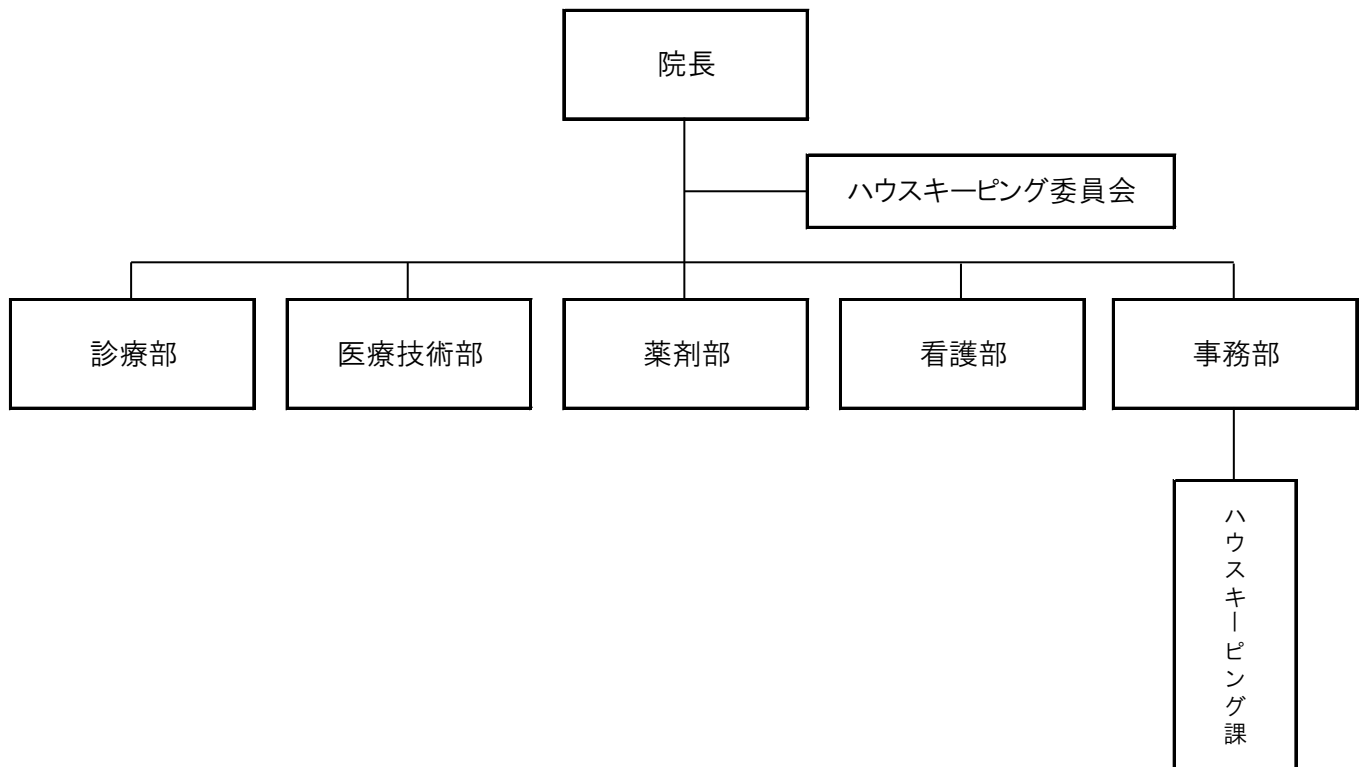 院長
ハウスキーピング委員会
診療部
医療技術部
薬剤部
看護部
事務部
ハウスキーピング課